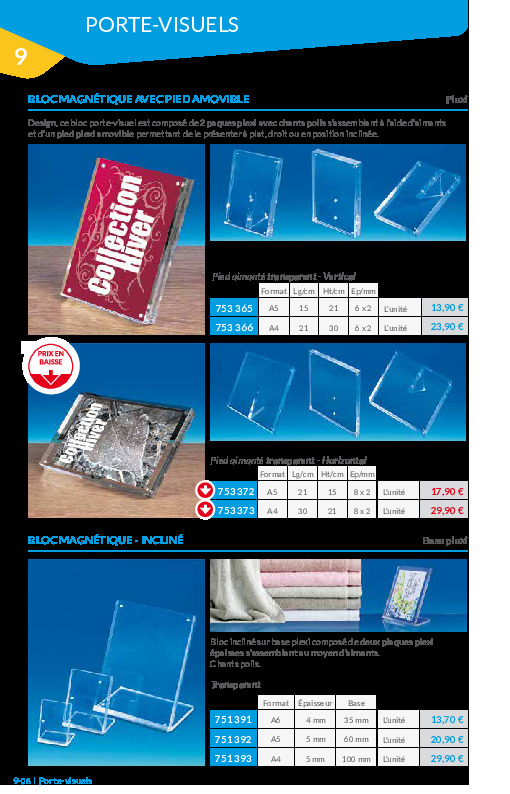 PORTE-VISUELS
9
BLOC MAGNÉTIQUE AVEC PIED AMOVIBLE Plexi
Design, ce bloc porte-visuel est composé de 2 paques plexi avec chants polis s'assemblant à l'aide d'aimants
et d'un pied pied amovible permettant de le présenter à plat, droit ou en position inclinée.
Collection
Hiver
Pied aimanté transparent - Vertical
Format Lg/cm Ht/cm Ep/mm
753 365 A5 15 21 6 x 2 L'unité 13,90 €
753 366 A4 21 30 6 x 2 L'unité 23,90 €
PRIX EN
BAISSE
Collection
Hiver
Pied aimanté transparent - Horizontal
Format Lg/cm Ht/cm Ep/mm
753 372 A5 21 15 8 x 2 L'unité 17,90 €
753 373 A4 30 21 8 x 2 L'unité 29,90 €
BLOC MAGNÉTIQUE - INCLINÉ Base plexi
Bloc incliné sur base plexi composé de deux plaques plexi
épaisses s'assemblant au moyen d'aimants.
Chants polis.
Transparent
Format Épaisseur Base
751 391 A6 4 mm 35 mm L'unité 13,70 €
751 392 A5 5 mm 60 mm L'unité 20,90 €
751 393 A4 5 mm 100 mm L'unité 29,90 €
9-08 | Porte-visuels